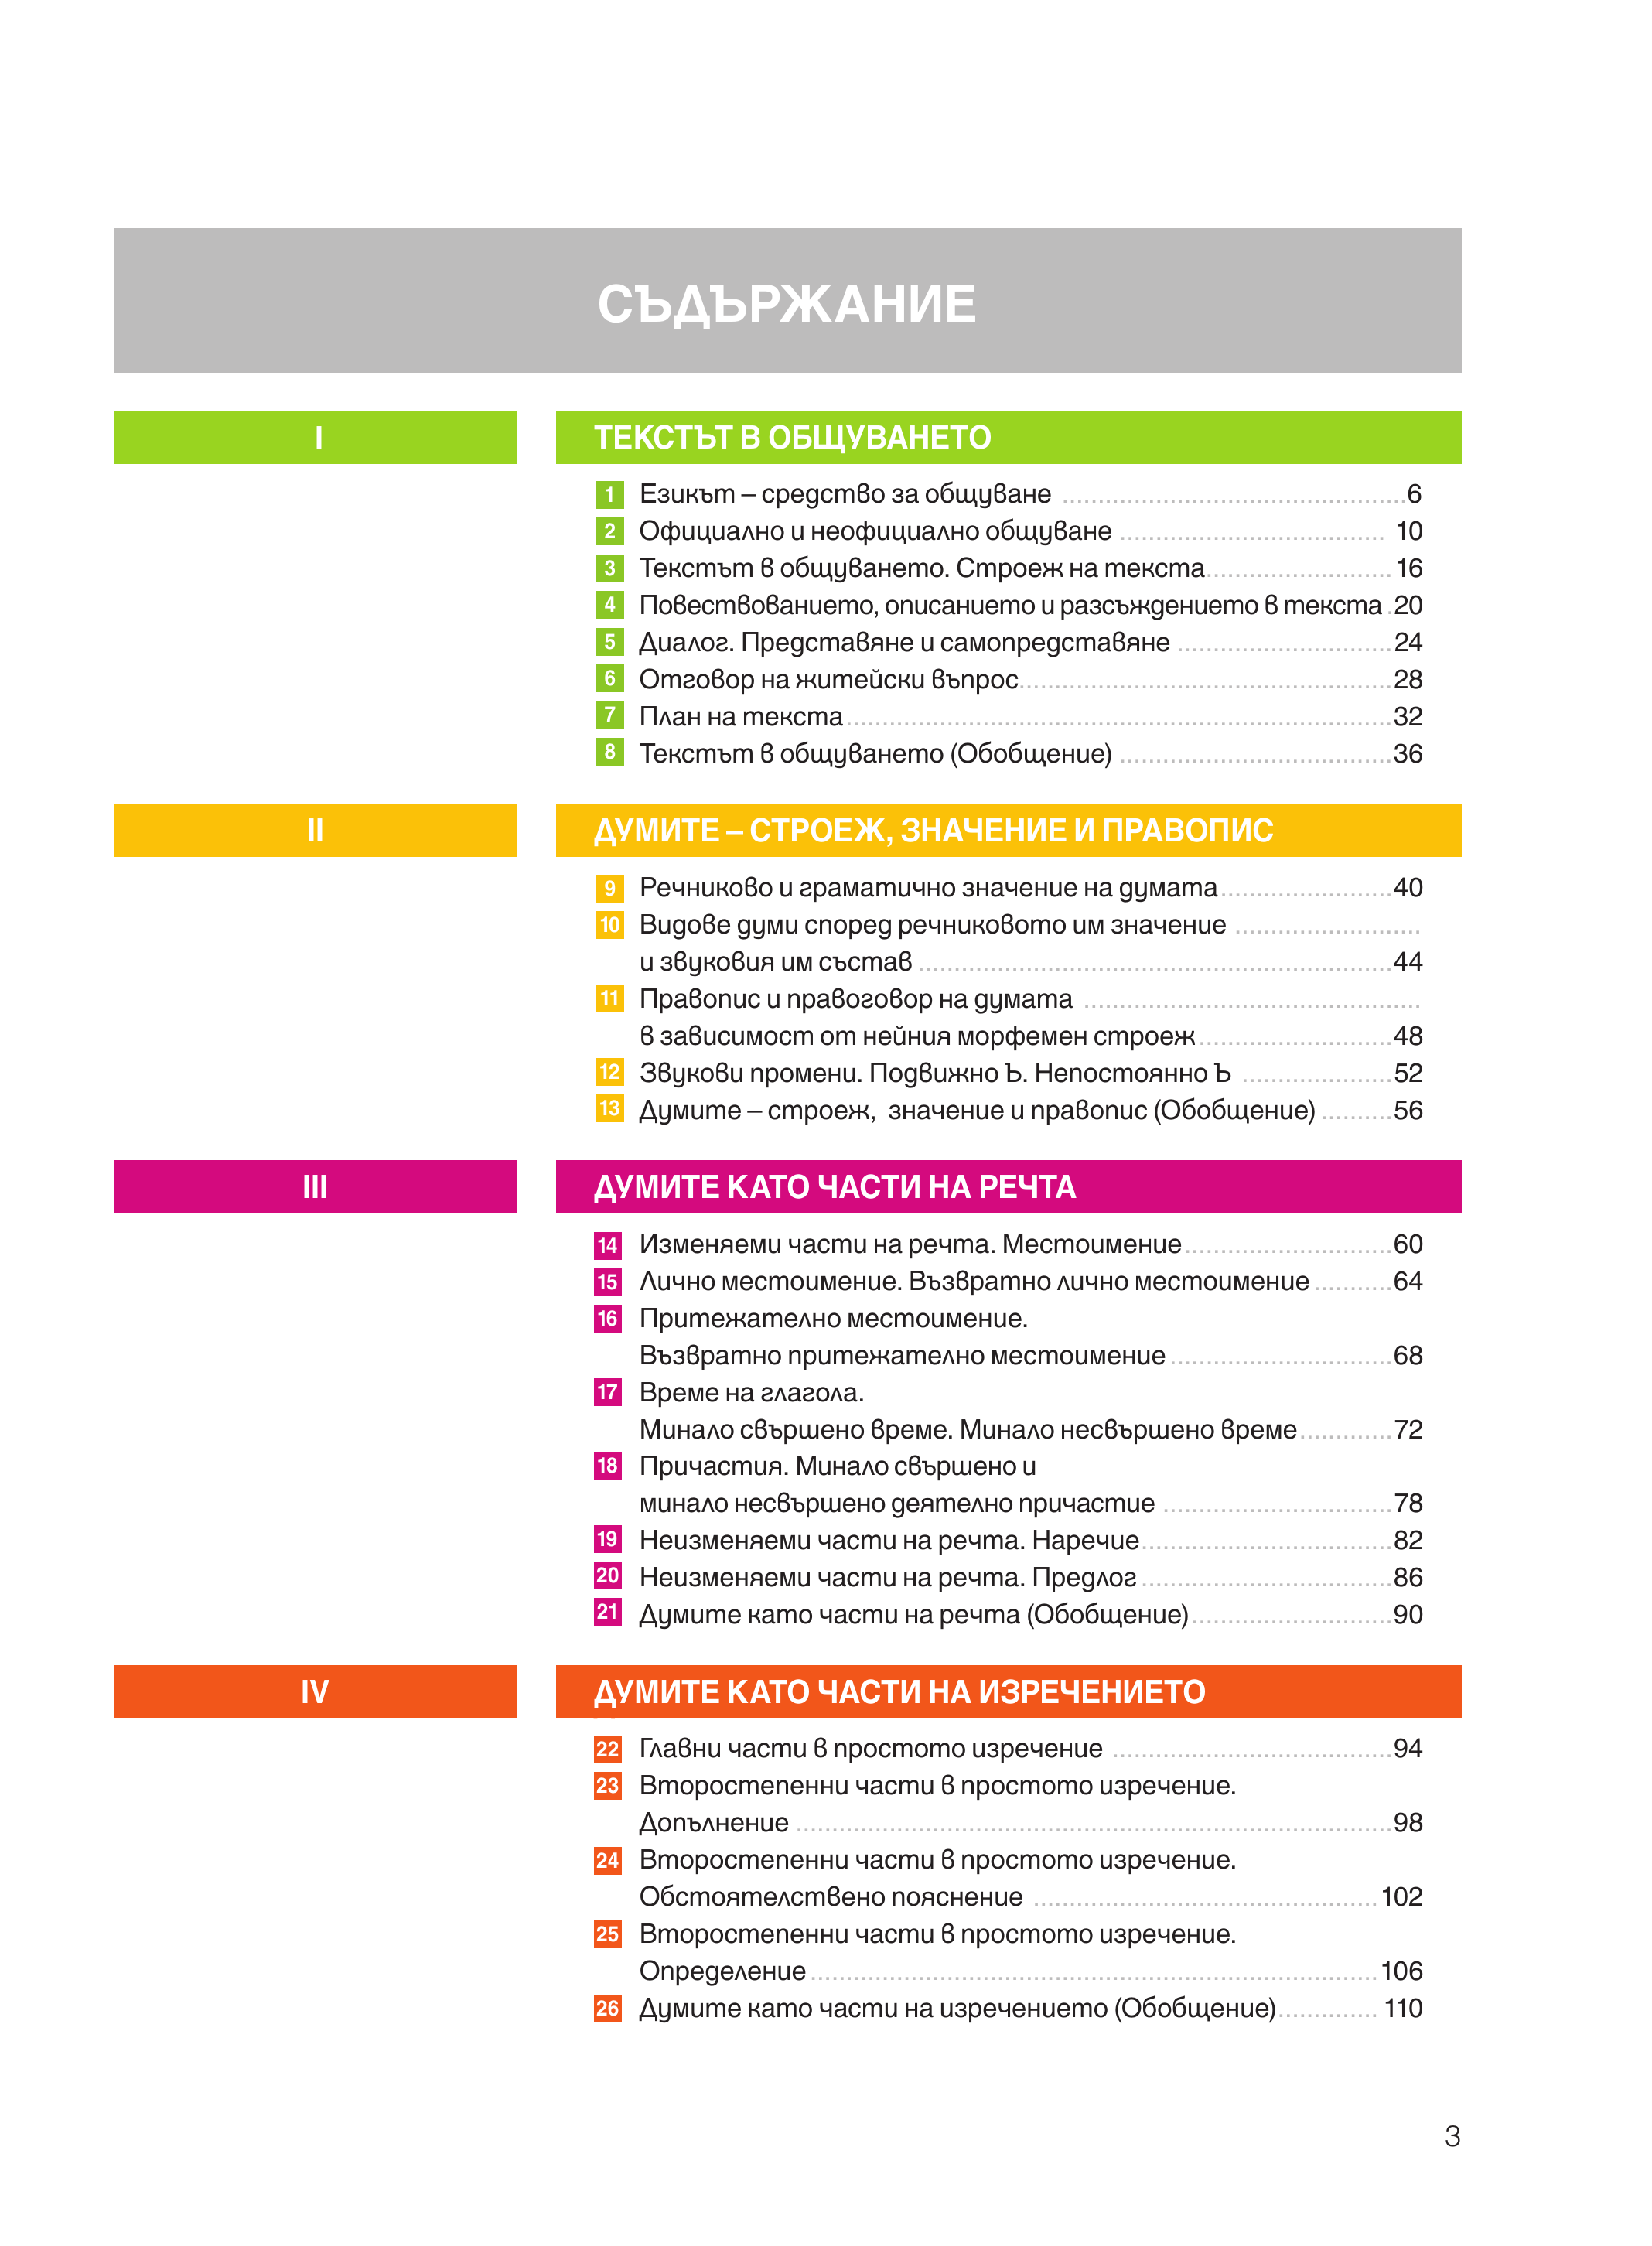 СЪДЪРЖАНИЕ
I ТЕКСТЪТ В ОБЩУВАНЕТО
1 Езикът – средство за общуване ................................................ 6
2 Официално и неофициално общуване ..................................... 10
3 Текстът в общуването. Строеж на текста.......................... 16
4 Повествованието, описанието и разсъждението в текста .20
5 Диалог. Представяне и самопредставяне ..............................24
6 Отговор на житейски въпрос....................................................28
7 План на текста............................................................................32
8 Текстът в общуването (Обобщение) ......................................36
II ДУМИТЕ – СТРОЕЖ, ЗНАЧЕНИЕ И ПРАВОПИС
9 Речниково и граматично значение на думата........................40
10 Видове думи според речниковото им значение ..........................
и звуковия им състав ..................................................................44
11 Правопис и правоговор на думата ...............................................
в зависимост от нейния морфемен строеж...........................48
12 Звукови промени. Подвижно Ъ. Непостоянно Ъ .....................52
13 Думите – строеж, значение и правопис (Обобщение) ..........56
III ДУМИТЕ КАТО ЧАСТИ НА РЕЧТА
14 Изменяеми части на речта. Местоимение.............................60
15 Лично местоимение. Възвратно лично местоимение ...........64
16 Притежателно местоимение.
Възвратно притежателно местоимение ...............................68
17 Време на глагола.
Минало свършено време. Минало несвършено време.............72
18 Причастия. Минало свършено и
минало несвършено деятелно причастие ................................78
19 Неизменяеми части на речта. Наречие...................................82
20 Неизменяеми части на речта. Предлог ...................................86
21 Думите като части на речта (Обобщение)............................90
IV ДУМИТЕ КАТО ЧАСТИ НА ИЗРЕЧЕНИЕТО
22 Главни части в простото изречение .......................................94
23 Второстепенни части в простото изречение.
Допълнение ...................................................................................98
24 Второстепенни части в простото изречение.
Обстоятелствено пояснение ................................................ 102
25 Второстепенни части в простото изречение.
Определение ............................................................................... 106
26 Думите като части на изречението (Обобщение).............. 110
3